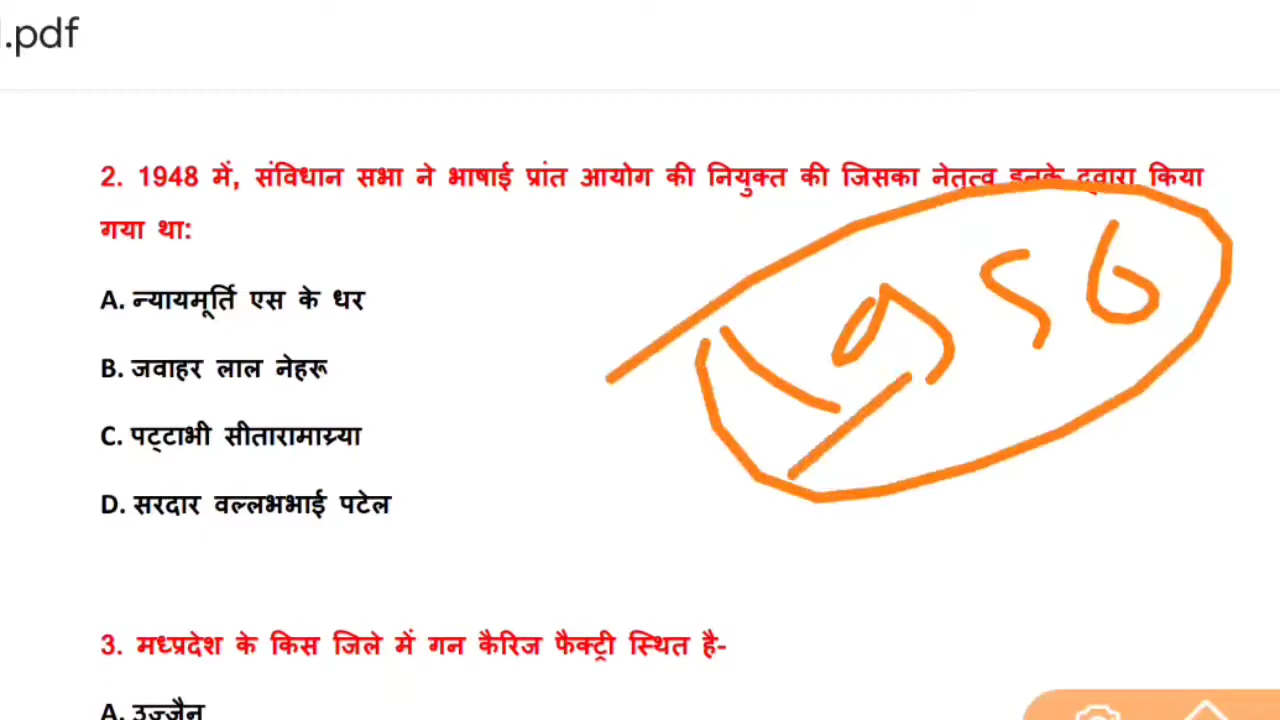 .pdf
2. 1948 में, संविधान सभा ने भाषाई प्रांत आयोग की नियुक्त की जिसका नेतृत्व इनके द्वारा किया
गया था:
1956
A. न्यायमूर्ति एस के धर
B. जवाहर लाल नेहरू
C. पट्टाभी सीतारामाय्या
D. सरदार वल्लभभाई पटेल
3. मध्प्रदेश के किस जिले में गन कैरिज फैक्ट्री स्थित है-
A. उज्जैन